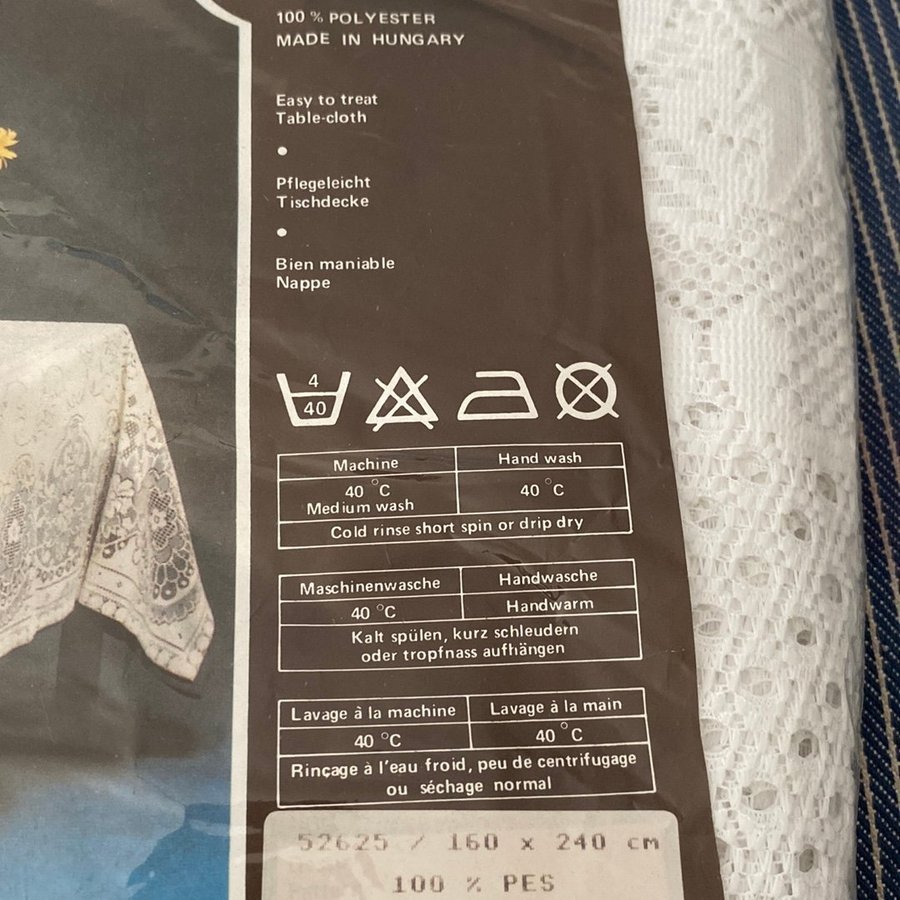 100 % POLYESTER
MADE IN HUNGARY
Easy to treat
Table-cloth
Pflegeleicht
Tischdecke
Bien maniable
Nappe
4
40
Machine
Hand wash
40 °C
Medium wash
40 °C
Cold rinse short spin or drip dry
Maschinenwasche
Handwasche
40 °C
Handwarm
Kalt spülen, kurz schleudern
oder tropfnass aufhängen
Lavage à la machine
Lavage à la main
40 °C
40 °C
Rinçage à l'eau froid, peu de centrifugage
ou séchage normal
52625 / 160 x 240 cm
100 % PES